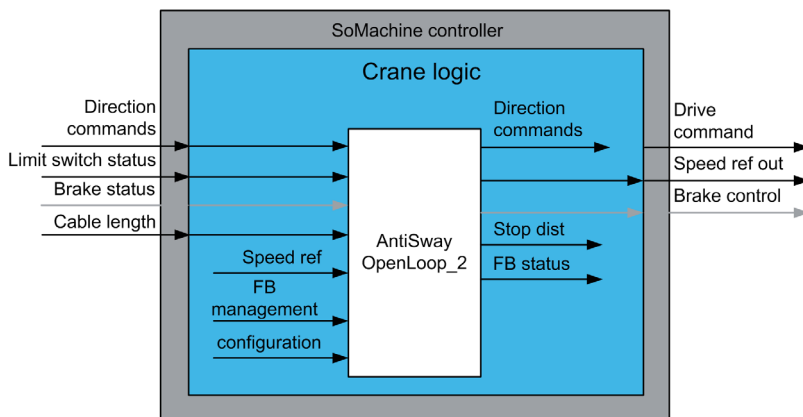 SoMachine controller
Crane logic
Direction
commands
Limit switch status
Brake status
Cable length
Speed ref
FB
management
configuration
AntiSway
OpenLoop_2
Direction
commands
Stop dist
FB status
Drive
command
Speed ref out
Brake control